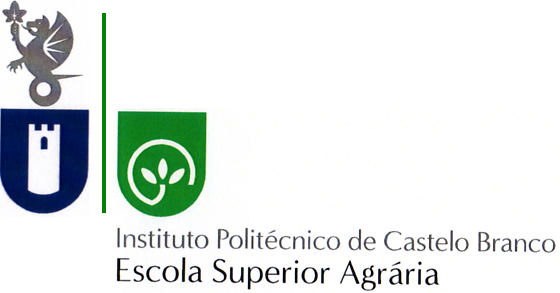 Instituto Politécnico de Castelo Branco
Escola Superior Agrária